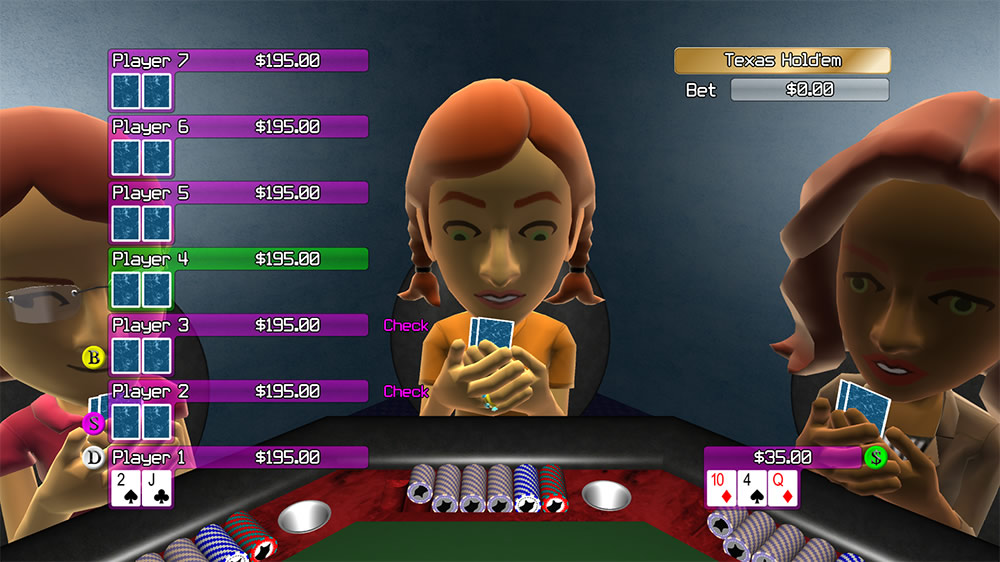 Player 7 $195.00
Texas Hold'em
Bet $0.00
Player 6 $195.00
Player 5 $195.00
Player 4 $195.00
Player 3 $195.00 Check
B
Player 2 $195.00 Check
S
D Player 1 $195.00
$35.00 $
2 J
10 4 Q